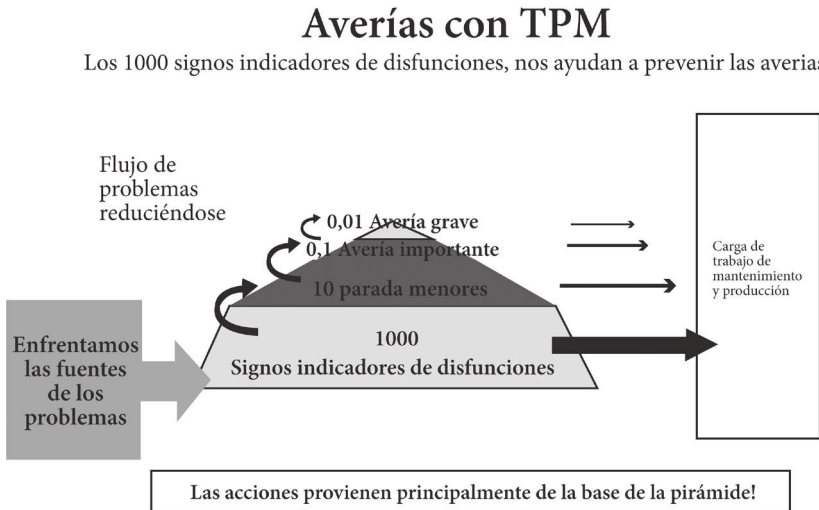 Averías con TPM
Los 1000 signos indicadores de disfunciones, nos ayudan a prevenir las averias
Flujo de
problemas
reduciéndose
0,01 Avería grave
0,1 Avería importante
10 parada menores
1000
Signos indicadores de disfunciones
Enfrentamos
las fuentes
de los
problemas
Carga de
trabajo de
mantenimiento
y producción
Las acciones provienen principalmente de la base de la pirámide!